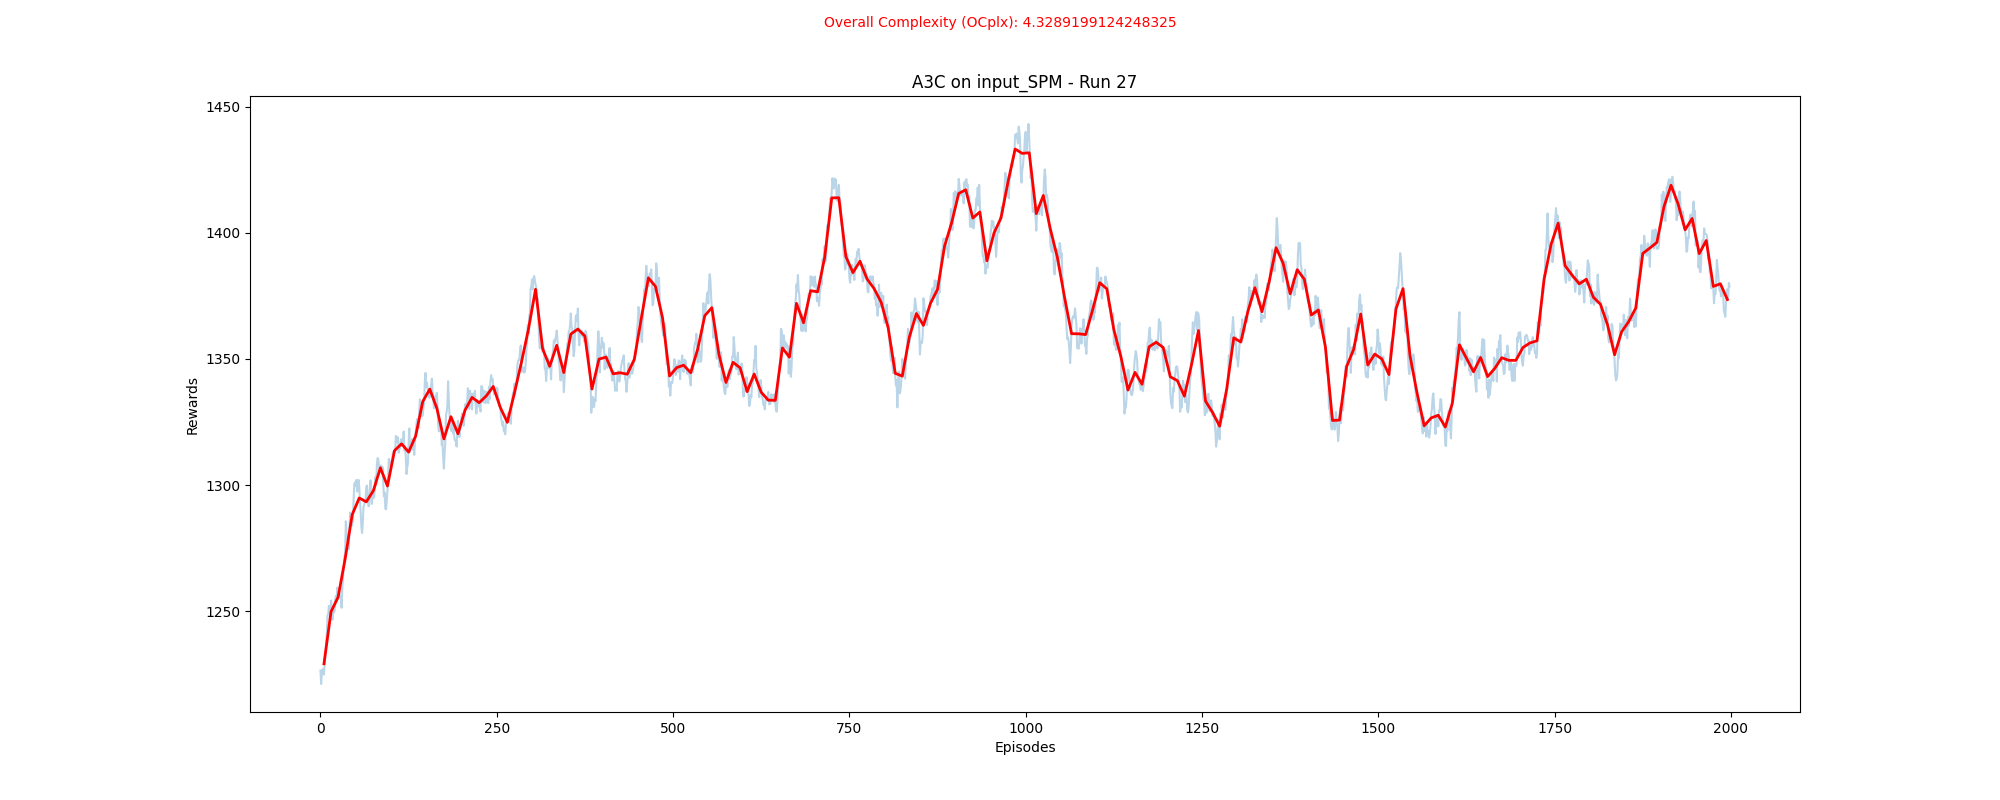 Overall Complexity (OCplx): 4.3289199124248325
A3C on input_SPM - Run 27
1450
1400
1350
1300
1250
Rewards
0 250 500 750 1000 1250 1500 1750 2000
Episodes